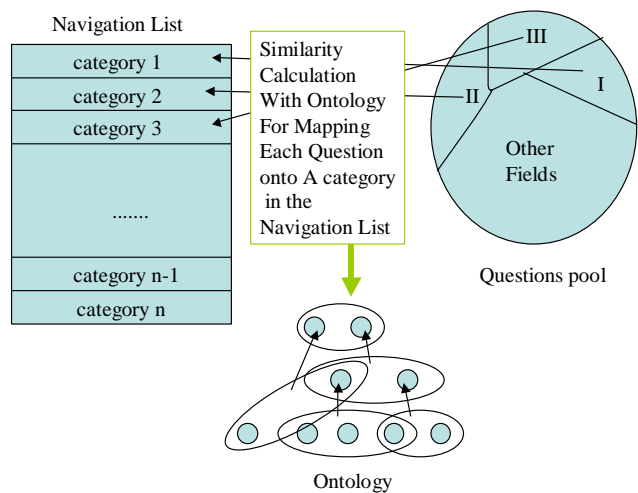 Navigation List
category 1
category 2
category 3
.......
category n-1
category n
Similarity
Calculation
With Ontology
For Mapping
Each Question
onto A category
in the
Navigation List
III
I
II
Other
Fields
Questions pool
Ontology